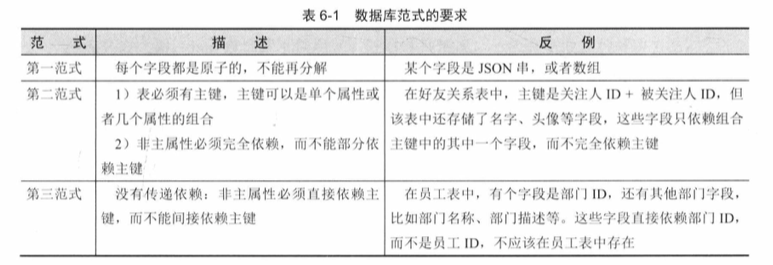 表 6-1 数据库范式的要求
范 式 描 述 反 例
第一范式 每个字段都是原子的，不能再分解 某个字段是 JSON 串，或者数组
第二范式 1）表必须有主键，主键可以是单个属性或 在好友关系表中，主键是关注人 ID + 被关注人 ID，但
者几个属性的组合 该表中还存储了名字、头像等字段，这些字段只依赖组合
2）非主属性必须完全依赖，而不能部分依 主键中的其中一个字段，而不完全依赖主键
赖主键
第三范式 没有传递依赖：非主属性必须直接依赖主 在员工表中，有个字段是部门 ID，还有其他部门字段，
键，而不能间接依赖主键 比如部门名称、部门描述等。这些字段直接依赖部门 ID，
而不是员工 ID，不应该在员工表中存在